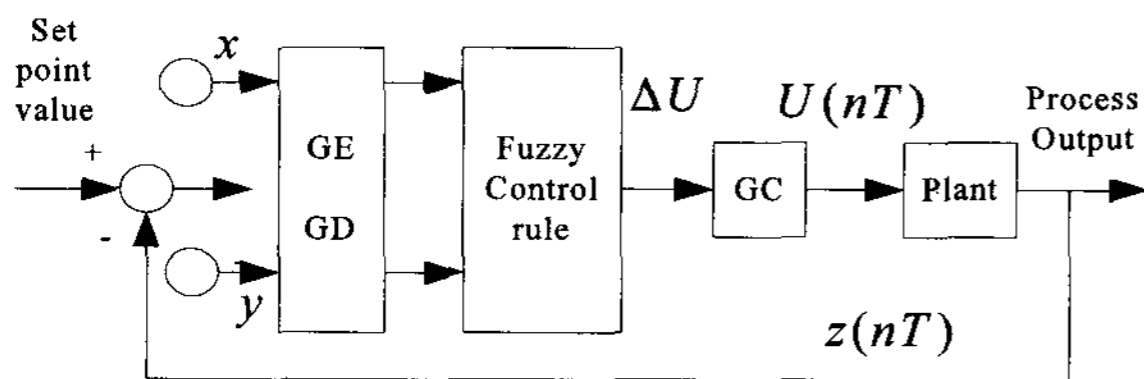 Set
point
value
x
+
-
y
GE
GD
Fuzzy
Control
rule
ΔU
GC
U(nT)
Plant
Process
Output
z(nT)